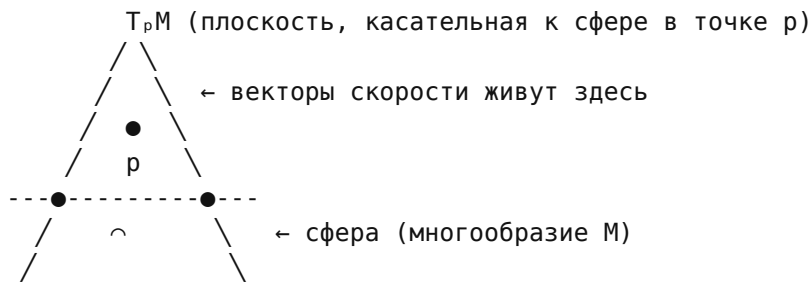 TₚM (плоскость, касательная к сфере в точке p)
← векторы скорости живут здесь
p
← сфера (многообразие M)